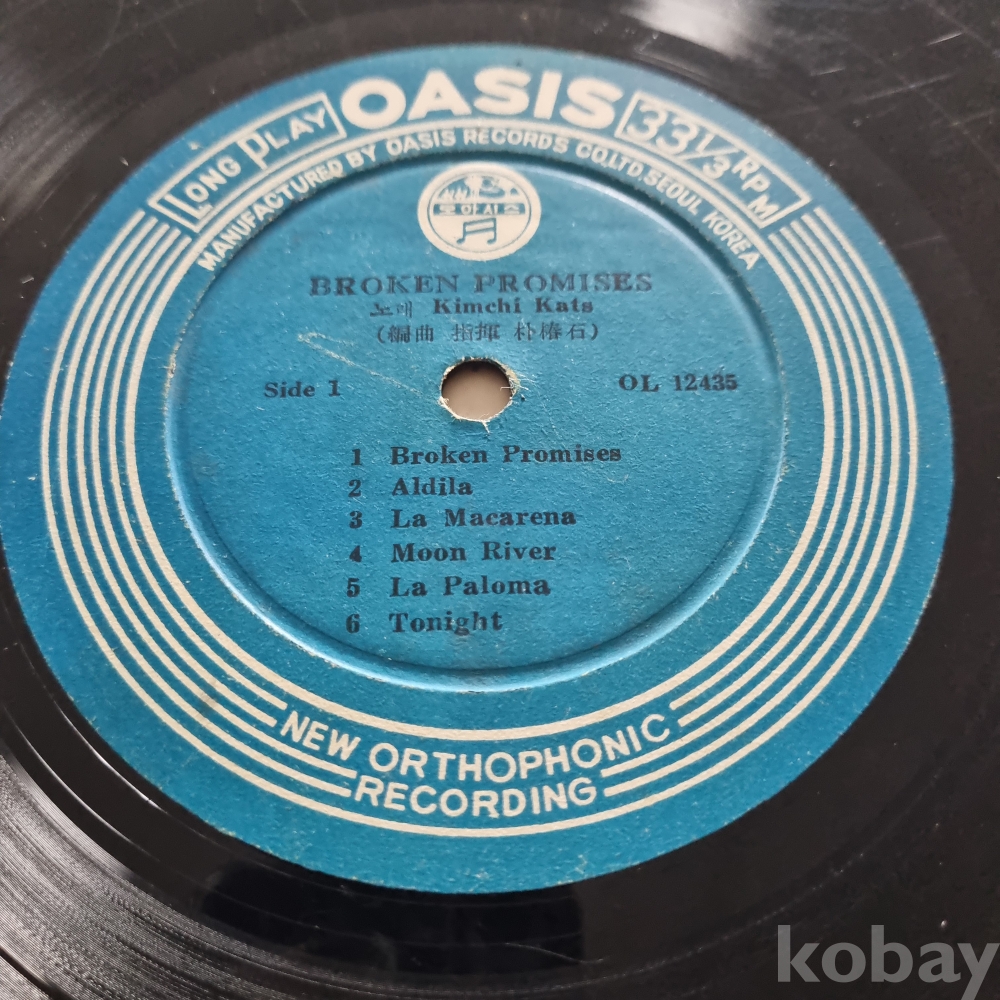 LONG PLAY OASIS 33 1/3 RPM
MANUFACTURED BY OASIS RECORDS CO.LTD. SEOUL KOREA
오아시스
BROKEN PROMISES
노래 Kimchi Kats
(編曲 指揮 朴椿石)
Side 1 OL 12435
1 Broken Promises
2 Aldila
3 La Macarena
4 Moon River
5 La Paloma
6 Tonight
NEW ORTHOPHONIC
RECORDING
kobay